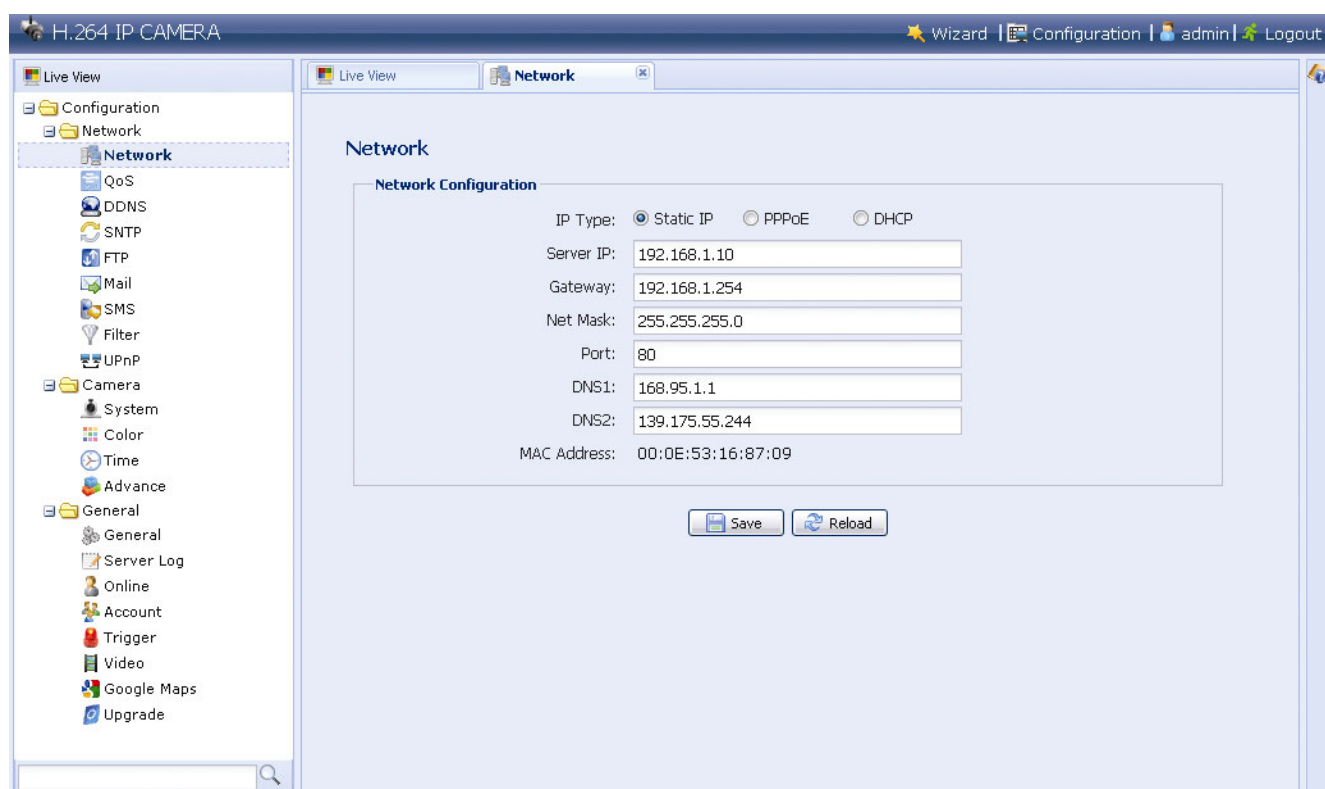 H.264 IP CAMERA
Wizard | Configuration | admin | Logout
Live View
Configuration
Network
Network
QoS
DDNS
SNTP
FTP
Mail
SMS
Filter
UPnP
Camera
System
Color
Time
Advance
General
General
Server Log
Online
Account
Trigger
Video
Google Maps
Upgrade
Live View
Network
Network
Network Configuration
IP Type: Static IP PPPoE DHCP
Server IP: 192.168.1.10
Gateway: 192.168.1.254
Net Mask: 255.255.255.0
Port: 80
DNS1: 168.95.1.1
DNS2: 139.175.55.244
MAC Address: 00:0E:53:16:87:09
Save Reload